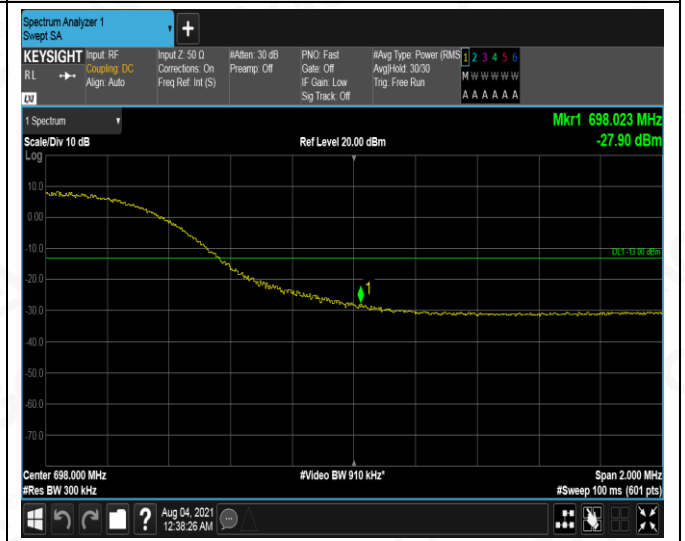 Spectrum Analyzer 1
Swept SA
+
KEYSIGHT Input: RF Input Z: 50 Ω #Atten: 30 dB PNO: Fast #Avg Type: Power (RMS 1 2 3 4 5 6
RL Coupling: DC Corrections: On Preamp: Off Gate: Off Avg|Hold: 30/30 M W W W W W
Align: Auto Freq Ref: Int (S) IF Gain: Low Trig: Free Run
Sig Track: Off A A A A A A
LXI
1 Spectrum Mkr1 698.023 MHz
Scale/Div 10 dB Ref Level 20.00 dBm -27.90 dBm
Log
10.0
0.00
-10.0
DL1 -13.00 dBm
-20.0
1
-30.0
-40.0
-50.0
-60.0
-70.0
Center 698.000 MHz #Video BW 910 kHz* Span 2.000 MHz
#Res BW 300 kHz #Sweep 100 ms (601 pts)
? Aug 04, 2021
12:38:26 AM